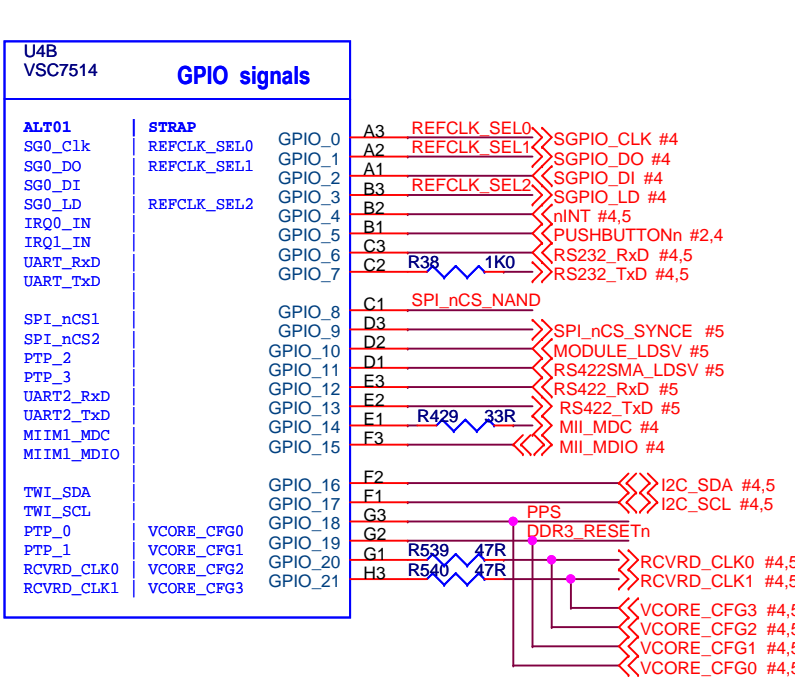 U4B
VSC7514
GPIO signals
ALT01 | STRAP
SG0_Clk | REFCLK_SEL0 GPIO_0 A3 REFCLK_SEL0 SGPIO_CLK #4
SG0_DO | REFCLK_SEL1 GPIO_1 A2 REFCLK_SEL1 SGPIO_DO #4
SG0_DI | GPIO_2 A1 SGPIO_DI #4
SG0_LD | REFCLK_SEL2 GPIO_3 B3 REFCLK_SEL2 SGPIO_LD #4
IRQ0_IN | GPIO_4 B2 nINT #4,5
IRQ1_IN | GPIO_5 B1 PUSHBUTTONn #2,4
UART_RxD | GPIO_6 C3 RS232_RxD #4,5
UART_TxD | GPIO_7 C2 R38 1K0 RS232_TxD #4,5
SPI_nCS1 | GPIO_8 C1 SPI_nCS_NAND
SPI_nCS2 | GPIO_9 D3 SPI_nCS_SYNCE #5
PTP_2 | GPIO_10 D2 MODULE_LDSV #5
PTP_3 | GPIO_11 D1 RS422SMA_LDSV #5
UART2_RxD | GPIO_12 E3 RS422_RxD #5
UART2_TxD | GPIO_13 E2 RS422_TxD #5
MIIM1_MDC | GPIO_14 E1 R429 33R MII_MDC #4
MIIM1_MDIO | GPIO_15 F3 MII_MDIO #4
TWI_SDA | GPIO_16 F2 I2C_SDA #4,5
TWI_SCL | GPIO_17 F1 I2C_SCL #4,5
PTP_0 | VCORE_CFG0 GPIO_18 G3 PPS
PTP_1 | VCORE_CFG1 GPIO_19 G2 DDR3_RESETn
RCVRD_CLK0 | VCORE_CFG2 GPIO_20 G1 R539 47R RCVRD_CLK0 #4,5
RCVRD_CLK1 | VCORE_CFG3 GPIO_21 H3 R540 47R RCVRD_CLK1 #4,5
VCORE_CFG3 #4,5
VCORE_CFG2 #4,5
VCORE_CFG1 #4,5
VCORE_CFG0 #4,5